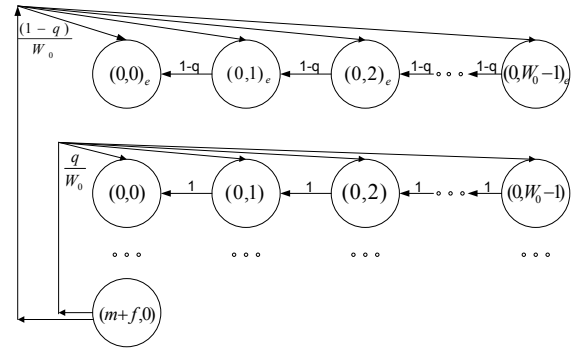 (1 − q)
W₀
(0,0)ₑ 1-q (0,1)ₑ 1-q (0,2)ₑ 1-q ∘ ∘ ∘ 1-q (0,W₀−1)ₑ
q
W₀
(0,0) 1 (0,1) 1 (0,2) 1 ∘ ∘ ∘ 1 (0,W₀−1)
∘ ∘ ∘ ∘ ∘ ∘ ∘ ∘ ∘ ∘ ∘ ∘
(m+f,0)